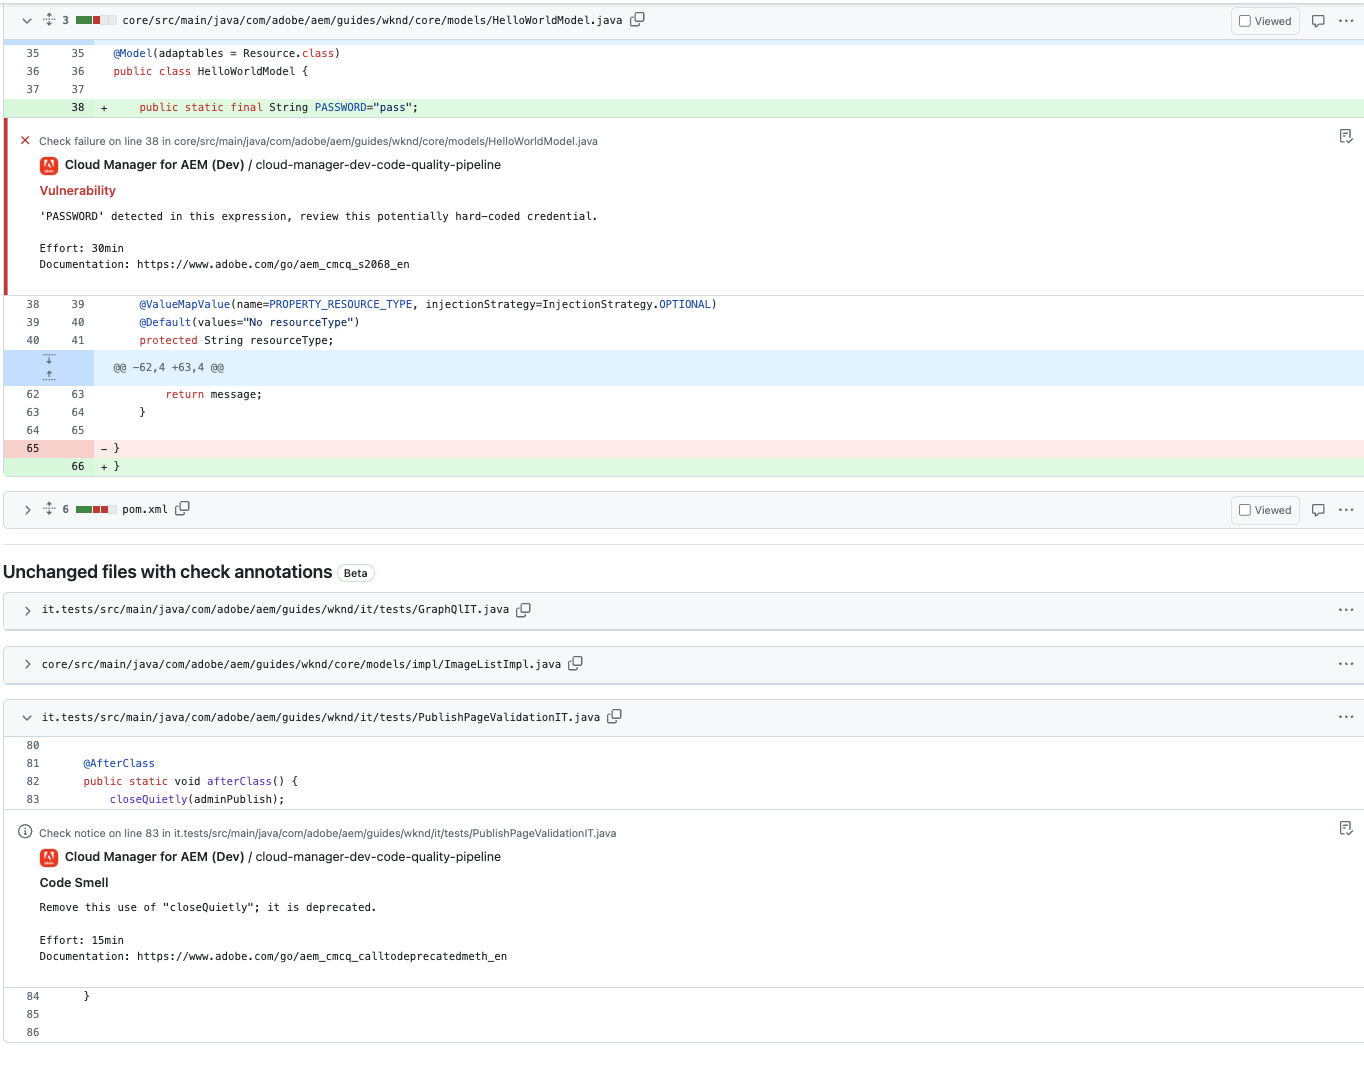 3 core/src/main/java/com/adobe/aem/guides/wknd/core/models/HelloWorldModel.java Viewed
35 35 @Model(adaptables = Resource.class)
36 36 public class HelloWorldModel {
37 37
38 + public static final String PASSWORD="pass";
Check failure on line 38 in core/src/main/java/com/adobe/aem/guides/wknd/core/models/HelloWorldModel.java
Cloud Manager for AEM (Dev) / cloud-manager-dev-code-quality-pipeline
Vulnerability
'PASSWORD' detected in this expression, review this potentially hard-coded credential.
Effort: 30min
Documentation: https://www.adobe.com/go/aem_cmcq_s2068_en
38 39 @ValueMapValue(name=PROPERTY_RESOURCE_TYPE, injectionStrategy=InjectionStrategy.OPTIONAL)
39 40 @Default(values="No resourceType")
40 41 protected String resourceType;
@@ -62,4 +63,4 @@
62 63 return message;
63 64 }
64 65
65 - }
66 + }
6 pom.xml Viewed
Unchanged files with check annotations Beta
it.tests/src/main/java/com/adobe/aem/guides/wknd/it/tests/GraphQlIT.java
core/src/main/java/com/adobe/aem/guides/wknd/core/models/impl/ImageListImpl.java
it.tests/src/main/java/com/adobe/aem/guides/wknd/it/tests/PublishPageValidationIT.java
80
81 @AfterClass
82 public static void afterClass() {
83 closeQuietly(adminPublish);
Check notice on line 83 in it.tests/src/main/java/com/adobe/aem/guides/wknd/it/tests/PublishPageValidationIT.java
Cloud Manager for AEM (Dev) / cloud-manager-dev-code-quality-pipeline
Code Smell
Remove this use of "closeQuietly"; it is deprecated.
Effort: 15min
Documentation: https://www.adobe.com/go/aem_cmcq_calltodeprecatedmeth_en
84 }
85
86